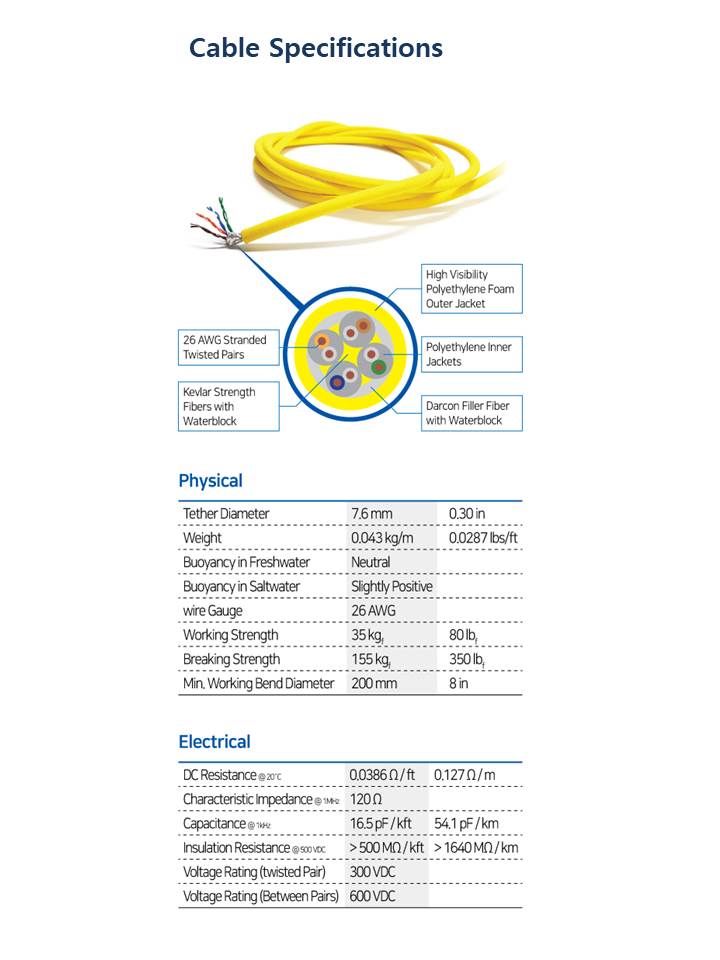 Cable Specifications
High Visibility
Polyethylene Foam
Outer Jacket
26 AWG Stranded
Twisted Pairs
Polyethylene Inner
Jackets
Kevlar Strength
Fibers with
Waterblock
Darcon Filler Fiber
with Waterblock
Physical
Tether Diameter 7.6 mm 0.30 in
Weight 0.043 kg/m 0.0287 lbs/ft
Buoyancy in Freshwater Neutral
Buoyancy in Saltwater Slightly Positive
wire Gauge 26 AWG
Working Strength 35 kgf 80 lbf
Breaking Strength 155 kgf 350 lbf
Min. Working Bend Diameter 200 mm 8 in
Electrical
DC Resistance @ 20°C 0.0386 Ω / ft 0.127 Ω / m
Characteristic Impedance @ 1MHz 120 Ω
Capacitance @ 1kHz 16.5 pF / kft 54.1 pF / km
Insulation Resistance @ 500 VDC > 500 MΩ / kft > 1640 MΩ / km
Voltage Rating (twisted Pair) 300 VDC
Voltage Rating (Between Pairs) 600 VDC